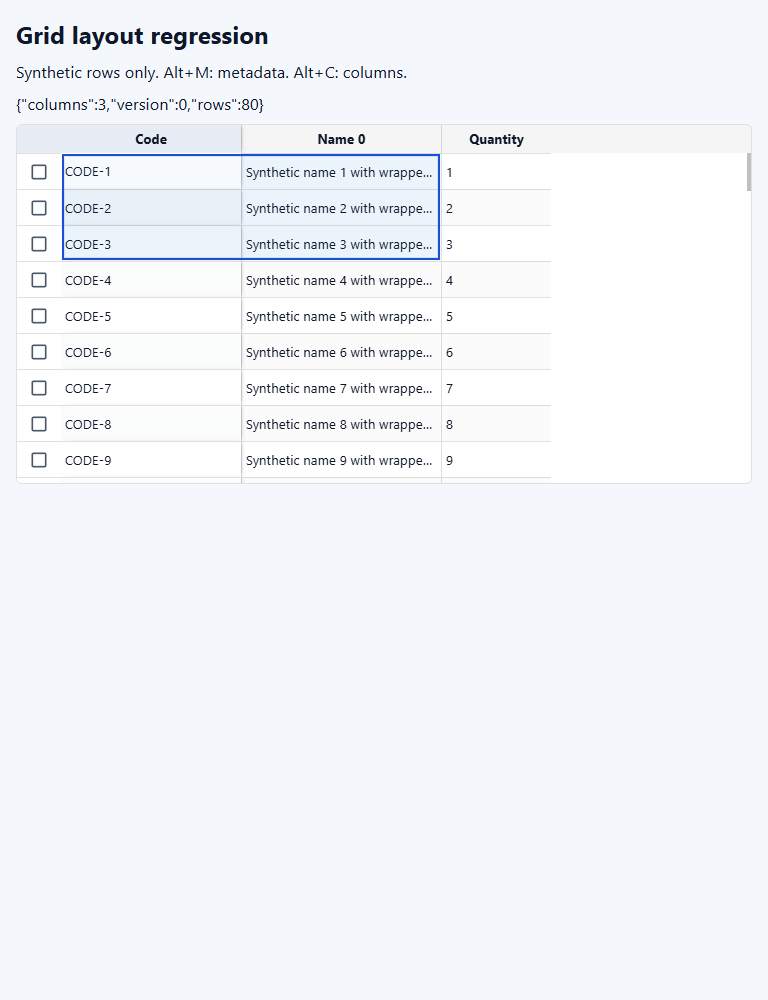 Grid layout regression
Synthetic rows only. Alt+M: metadata. Alt+C: columns.
{"columns":3,"version":0,"rows":80}
Code Name 0 Quantity
CODE-1 Synthetic name 1 with wrappe... 1
CODE-2 Synthetic name 2 with wrappe... 2
CODE-3 Synthetic name 3 with wrappe... 3
CODE-4 Synthetic name 4 with wrappe... 4
CODE-5 Synthetic name 5 with wrappe... 5
CODE-6 Synthetic name 6 with wrappe... 6
CODE-7 Synthetic name 7 with wrappe... 7
CODE-8 Synthetic name 8 with wrappe... 8
CODE-9 Synthetic name 9 with wrappe... 9